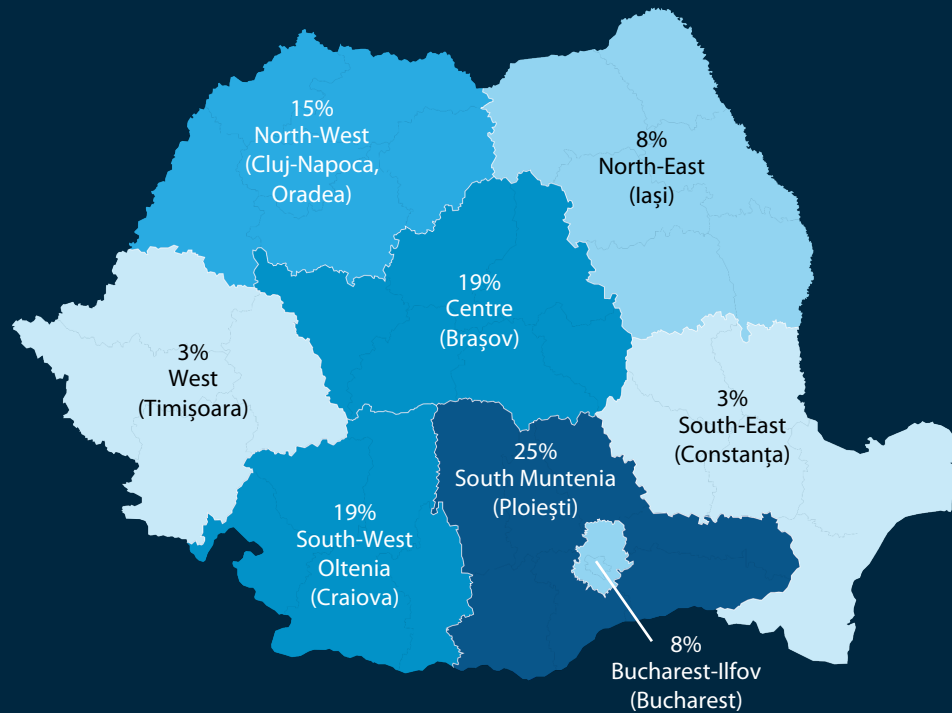 15%
North-West
(Cluj-Napoca,
Oradea)
8%
North-East
(Iași)
19%
Centre
(Brașov)
3%
West
(Timișoara)
3%
South-East
(Constanța)
25%
South Muntenia
(Ploiești)
19%
South-West
Oltenia
(Craiova)
8%
Bucharest-Ilfov
(Bucharest)